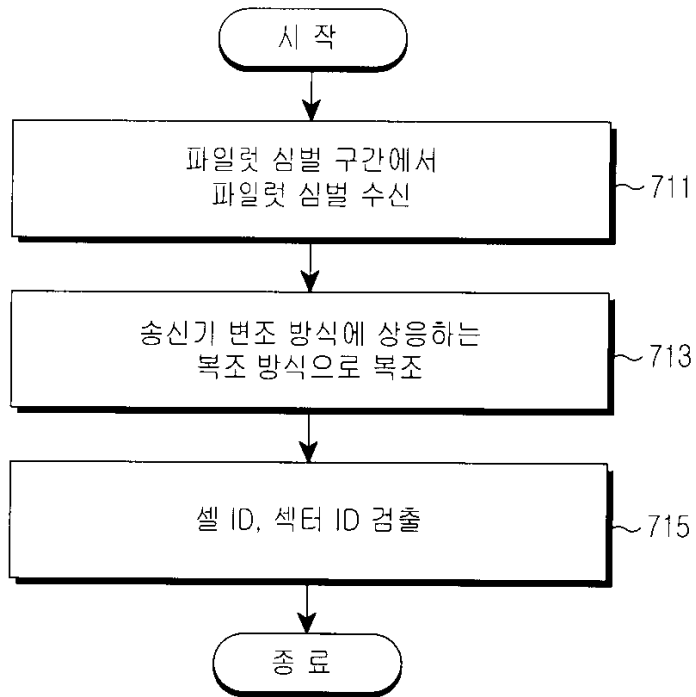 시 작
파일럿 심벌 구간에서
파일럿 심벌 수신
711
송신기 변조 방식에 상응하는
복조 방식으로 복조
713
셀 ID, 섹터 ID 검출
715
종 료